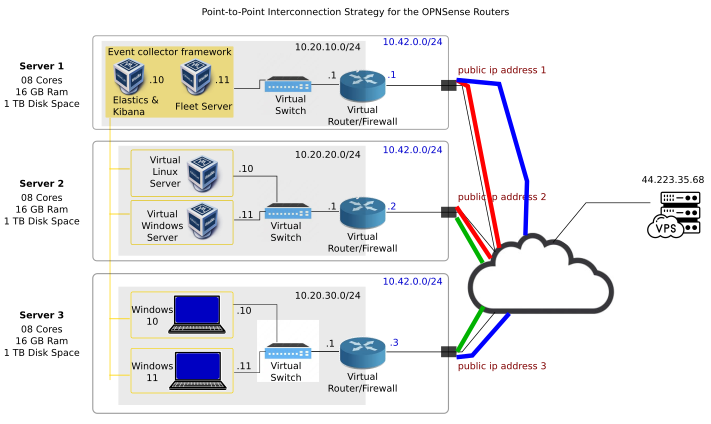 Point-to-Point Interconnection Strategy for the OPNSense Routers
Server 1
08 Cores
16 GB Ram
1 TB Disk Space
Event collector framework
10.20.10.0/24
10.42.0.0/24
.10
.11
.1
.1
Elastics &
Kibana
Fleet Server
Virtual
Switch
Virtual
Router/Firewall
public ip address 1
Server 2
08 Cores
16 GB Ram
1 TB Disk Space
10.20.20.0/24
10.42.0.0/24
Virtual
Linux
Server
.10
Virtual
Windows
Server
.11
.1
.2
Virtual
Switch
Virtual
Router/Firewall
public ip address 2
44.223.35.68
VPS
Server 3
08 Cores
16 GB Ram
1 TB Disk Space
10.20.30.0/24
10.42.0.0/24
Windows
10
.10
Windows
11
.11
.1
.3
Virtual
Switch
Virtual
Router/Firewall
public ip address 3